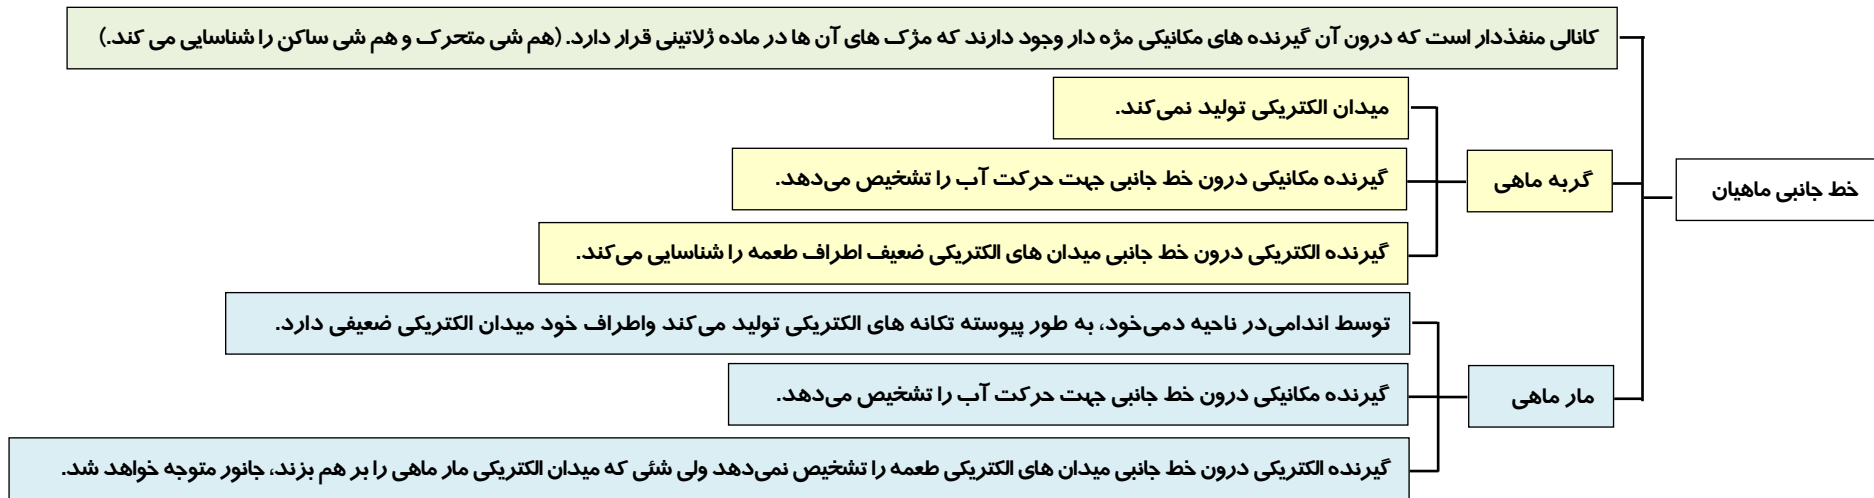 خط جانبی ماهیان
کانالی منفذدار است که درون آن گیرنده های مکانیکی مژه دار وجود دارند که مژک های آن ها در ماده ژلاتینی قرار دارد. (هم شی متحرک و هم شی ساکن را شناسایی می کند.)
گربه ماهی
میدان الکتریکی تولید نمی‌کند.
گیرنده مکانیکی درون خط جانبی جهت حرکت آب را تشخیص می‌دهد.
گیرنده الکتریکی درون خط جانبی میدان های الکتریکی ضعیف اطراف طعمه را شناسایی می‌کند.
مار ماهی
توسط اندامی‌در ناحیه دمی‌خود، به طور پیوسته تکانه های الکتریکی تولید می‌کند واطراف خود میدان الکتریکی ضعیفی دارد.
گیرنده مکانیکی درون خط جانبی جهت حرکت آب را تشخیص می‌دهد.
گیرنده الکتریکی درون خط جانبی میدان های الکتریکی طعمه را تشخیص نمی‌دهد ولی شئی که میدان الکتریکی مار ماهی را بر هم بزند، جانور متوجه خواهد شد.